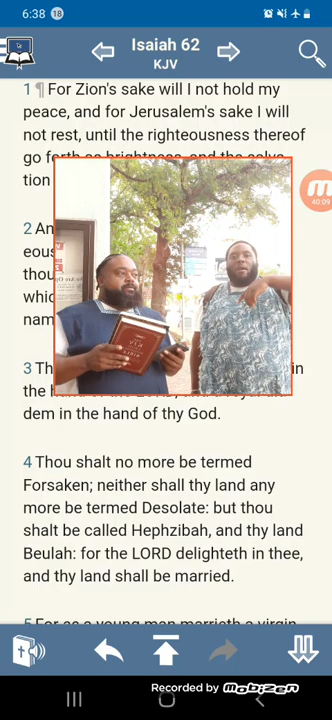 6:38 18
Isaiah 62
KJV
1 ¶ For Zion's sake will I not hold my
peace, and for Jerusalem's sake I will
not rest, until the righteousness thereof
go forth as brightness, and the salva-
tion
2 An
eous
thou
whic
nam
KJV
BIBLE
40:09
3 Th in
the
dem in the hand of thy God.
4 Thou shalt no more be termed
Forsaken; neither shall thy land any
more be termed Desolate: but thou
shalt be called Hephzibah, and thy land
Beulah: for the LORD delighteth in thee,
and thy land shall be married.
5 For as a young man marrieth a virgin,
Recorded by mobizen